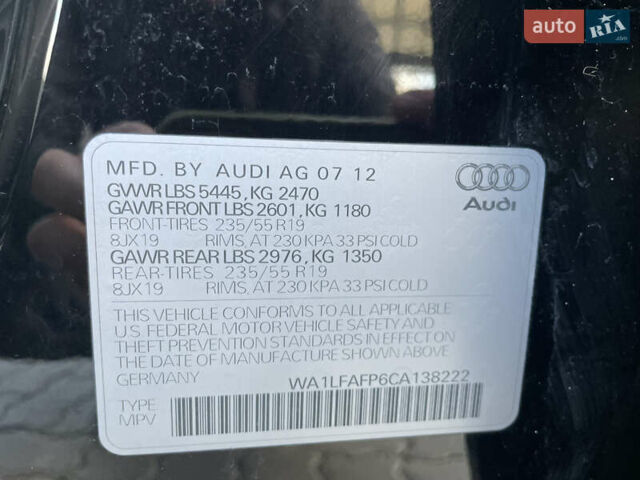 auto RIA.com
MFD. BY AUDI AG 07 12
GVWR LBS 5445, KG 2470
GAWR FRONT LBS 2601, KG 1180
FRONT-TIRES 235/55 R19
8JX19 RIMS, AT 230 KPA 33 PSI COLD
GAWR REAR LBS 2976, KG 1350
REAR-TIRES 235/55 R19
8JX19 RIMS, AT 230 KPA 33 PSI COLD
Audi
THIS VEHICLE CONFORMS TO ALL APPLICABLE
U.S. FEDERAL MOTOR VEHICLE SAFETY AND
THEFT PREVENTION STANDARDS IN EFFECT ON
THE DATE OF MANUFACTURE SHOWN ABOVE.
WA1LFAFP6CA138222
TYPE
MPV